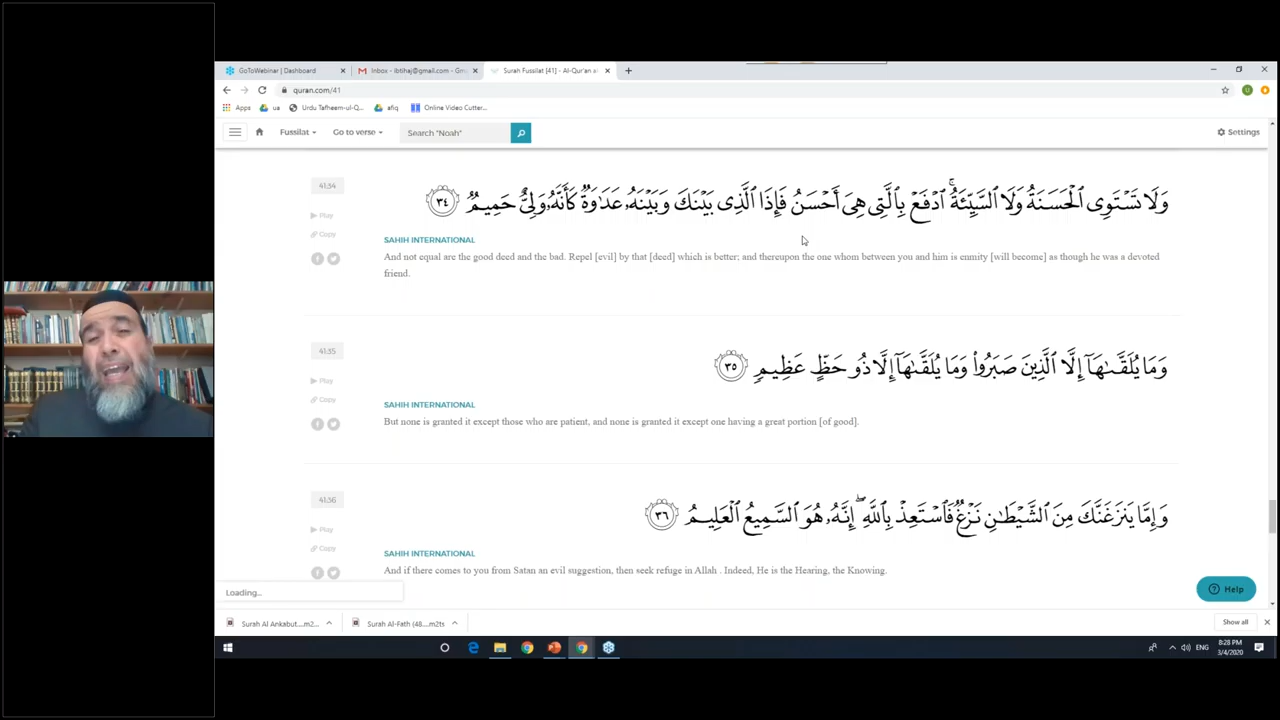 GoToWebinar | Dashboard
Inbox - ibtihaj@gmail.com - Gm
Surah Fussilat [41] - Al-Qur'an a
quran.com/41
Apps
ua
Urdu Tafheem-ul-Q...
afiq
Online Video Cutter...
Fussilat
Go to verse
Search "Noah"
Settings
41:34
وَلَا تَسْتَوِى ٱلْحَسَنَةُ وَلَا ٱلسَّيِّئَةُ ۚ ٱدْفَعْ بِٱلَّتِى هِىَ أَحْسَنُ فَإِذَا ٱلَّذِى بَيْنَكَ وَبَيْنَهُۥ عَدَٰوَةٌ كَأَنَّهُۥ وَلِىٌّ حَمِيمٌ ٣٤
Play
Copy
SAHIH INTERNATIONAL
And not equal are the good deed and the bad. Repel [evil] by that [deed] which is better; and thereupon the one whom between you and him is enmity [will become] as though he was a devoted
friend.
41:35
وَمَا يُلَقَّىٰهَآ إِلَّا ٱلَّذِينَ صَبَرُوا۟ وَمَا يُلَقَّىٰهَآ إِلَّا ذُو حَظٍّ عَظِيمٍ ٣٥
Play
Copy
SAHIH INTERNATIONAL
But none is granted it except those who are patient, and none is granted it except one having a great portion [of good].
41:36
وَإِمَّا يَنزَغَنَّكَ مِنَ ٱلشَّيْطَٰنِ نَزْغٌ فَٱسْتَعِذْ بِٱللَّهِ ۖ إِنَّهُۥ هُوَ ٱلسَّمِيعُ ٱلْعَلِيمُ ٣٦
Play
Copy
SAHIH INTERNATIONAL
And if there comes to you from Satan an evil suggestion, then seek refuge in Allah . Indeed, He is the Hearing, the Knowing.
Loading...
Help
Surah Al Ankabut....m2...
Surah Al-Fath (48....m2ts
Show all
ENG
8:28 PM
3/4/2020